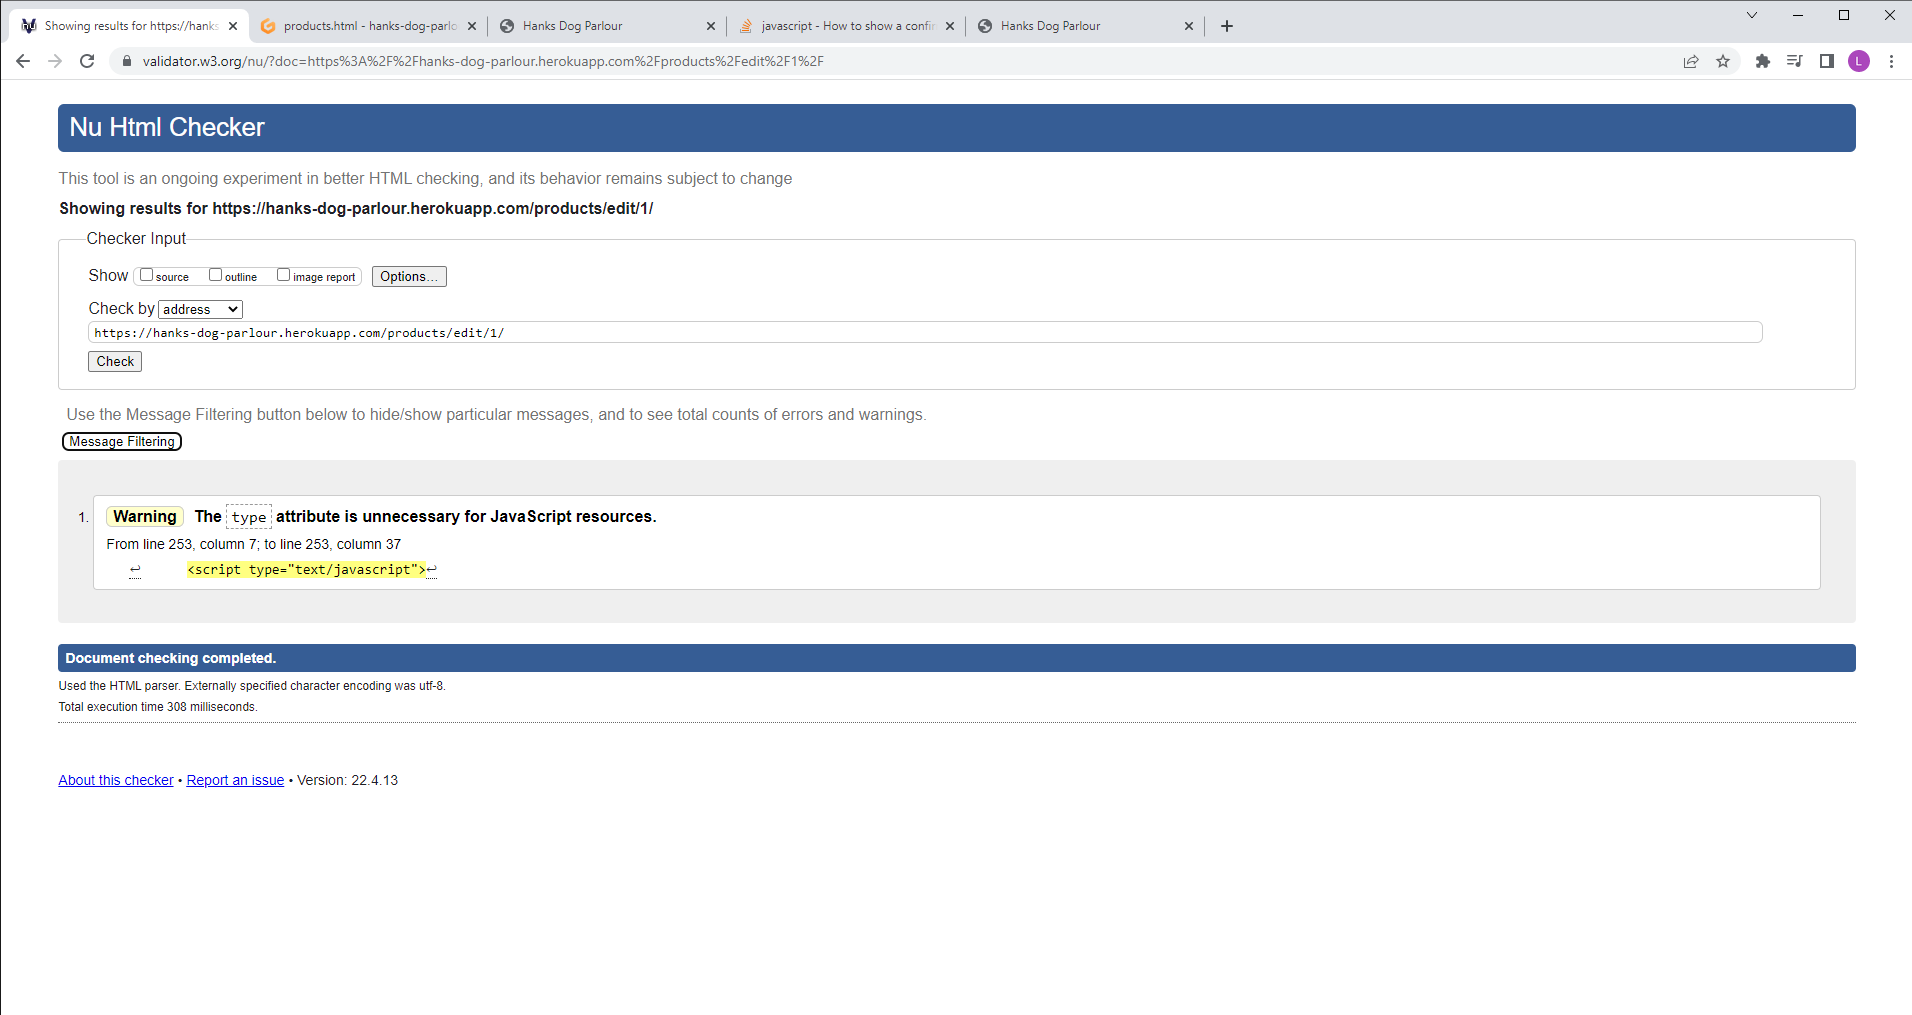 Showing results for https://hanks
products.html - hanks-dog-parlo
Hanks Dog Parlour
javascript - How to show a confir
Hanks Dog Parlour
validator.w3.org/nu/?doc=https%3A%2F%2Fhanks-dog-parlour.herokuapp.com%2Fproducts%2Fedit%2F1%2F
L
Nu Html Checker
This tool is an ongoing experiment in better HTML checking, and its behavior remains subject to change
Showing results for https://hanks-dog-parlour.herokuapp.com/products/edit/1/
Checker Input
Show source outline image report Options...
Check by address
https://hanks-dog-parlour.herokuapp.com/products/edit/1/
Check
Use the Message Filtering button below to hide/show particular messages, and to see total counts of errors and warnings.
Message Filtering
1. Warning The type attribute is unnecessary for JavaScript resources.
From line 253, column 7; to line 253, column 37
↩ <script type="text/javascript">↩
Document checking completed.
Used the HTML parser. Externally specified character encoding was utf-8.
Total execution time 308 milliseconds.
About this checker • Report an issue • Version: 22.4.13